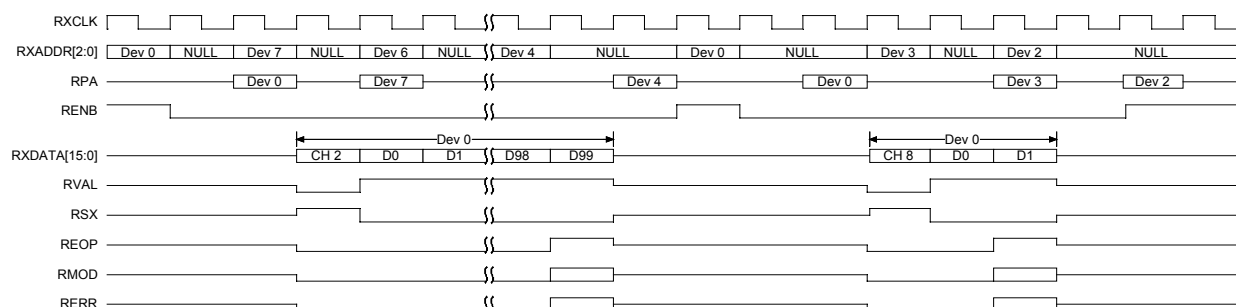 RXCLK
RXADDR[2:0] Dev 0 NULL Dev 7 NULL Dev 6 NULL Dev 4 NULL Dev 0 NULL Dev 3 NULL Dev 2 NULL
RPA Dev 0 Dev 7 Dev 4 Dev 0 Dev 3 Dev 2
RENB
Dev 0 Dev 0
RXDATA[15:0] CH 2 D0 D1 D98 D99 CH 8 D0 D1
RVAL
RSX
REOP
RMOD
RERR